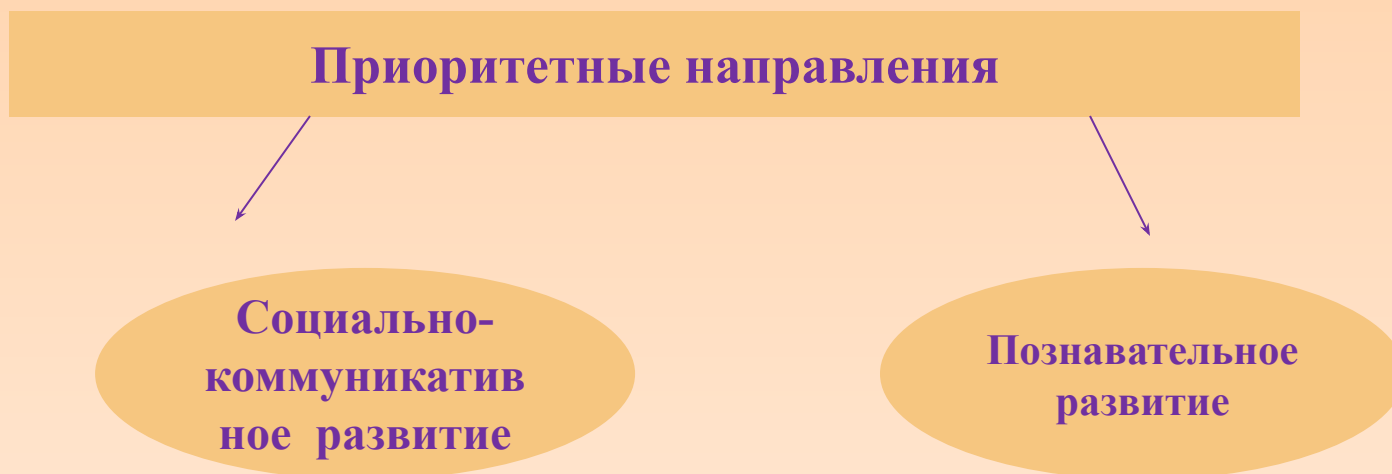 Приоритетные направления
Социально-
коммуникатив
ное развитие
Познавательное
развитие